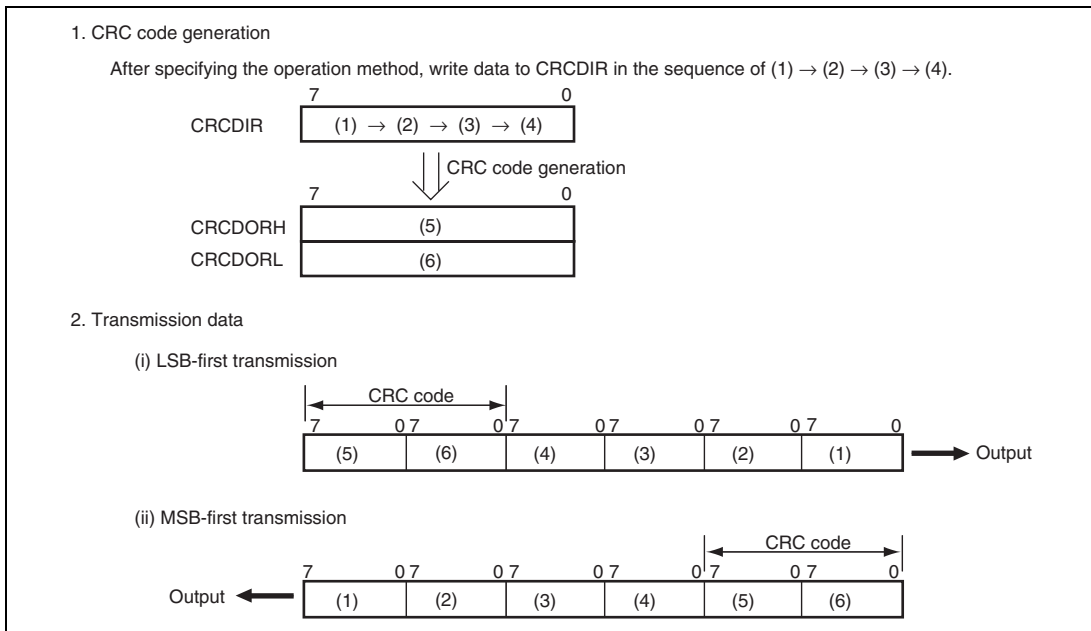 1. CRC code generation
After specifying the operation method, write data to CRCDIR in the sequence of (1) → (2) → (3) → (4).
7 0
CRCDIR (1) → (2) → (3) → (4)
CRC code generation
7 0
CRCDORH (5)
CRCDORL (6)
2. Transmission data
(i) LSB-first transmission
CRC code
7 0 7 0 7 0 7 0 7 0 7 0
(5) (6) (4) (3) (2) (1) Output
(ii) MSB-first transmission
CRC code
7 0 7 0 7 0 7 0 7 0 7 0
Output (1) (2) (3) (4) (5) (6)